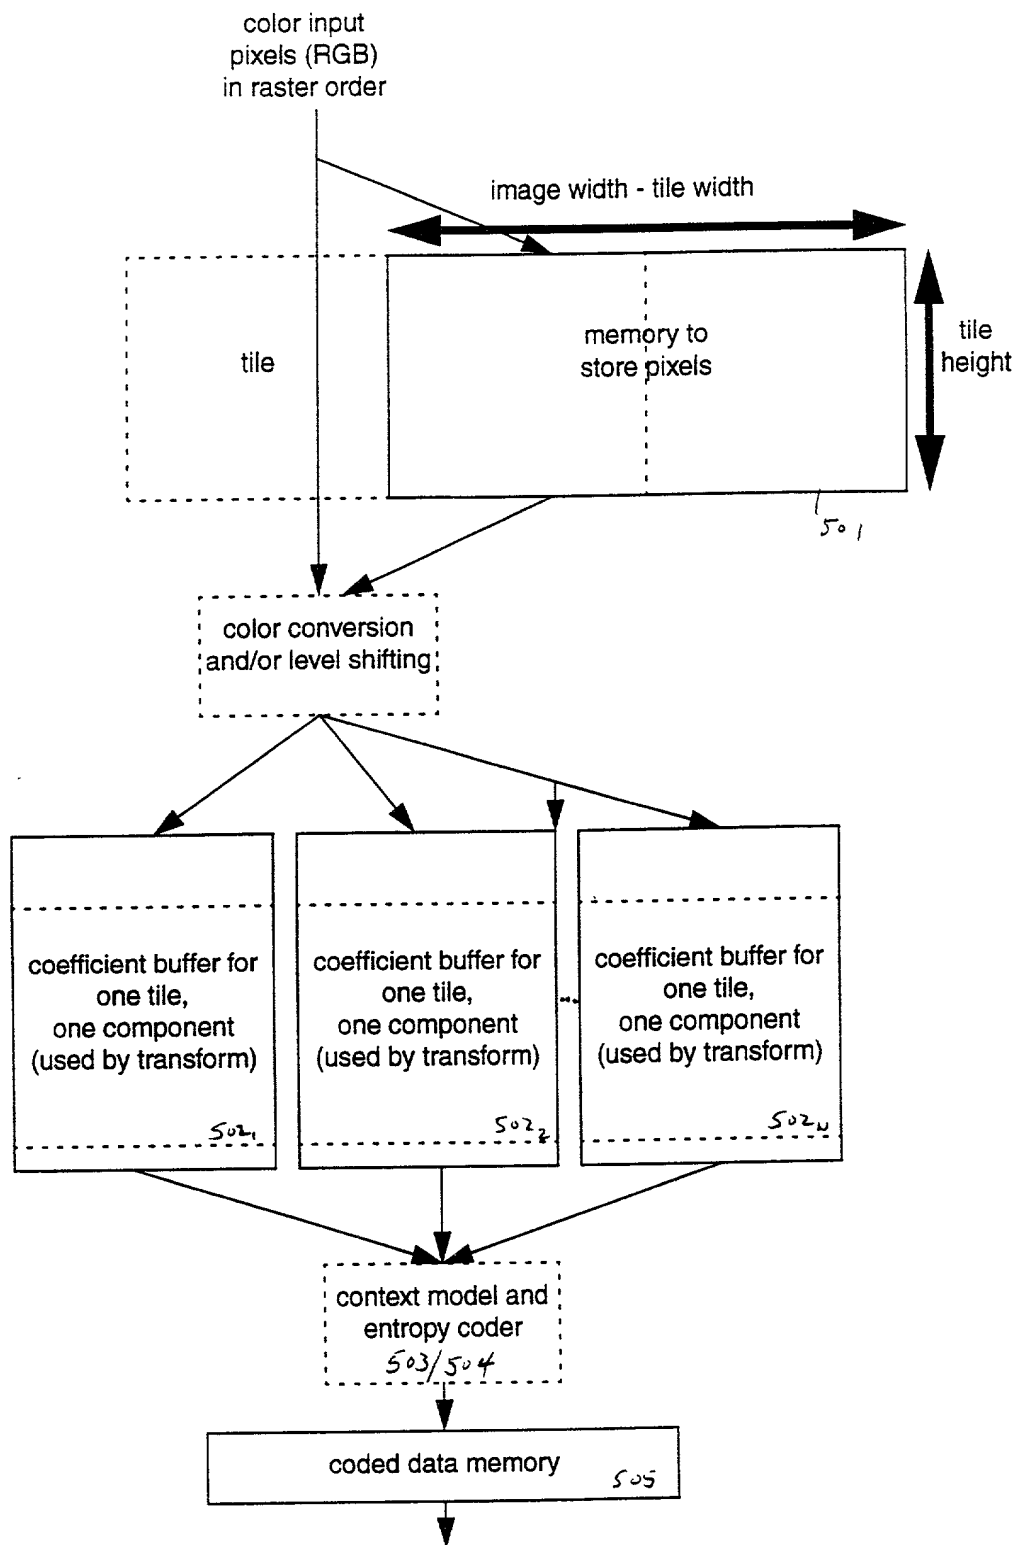 color input
pixels (RGB)
in raster order
image width - tile width
tile
memory to
store pixels
tile
height
501
color conversion
and/or level shifting
coefficient buffer for
one tile,
one component
(used by transform)
502₁
coefficient buffer for
one tile,
one component
(used by transform)
502₂
coefficient buffer for
one tile,
one component
(used by transform)
502N
context model and
entropy coder
503/504
coded data memory
505